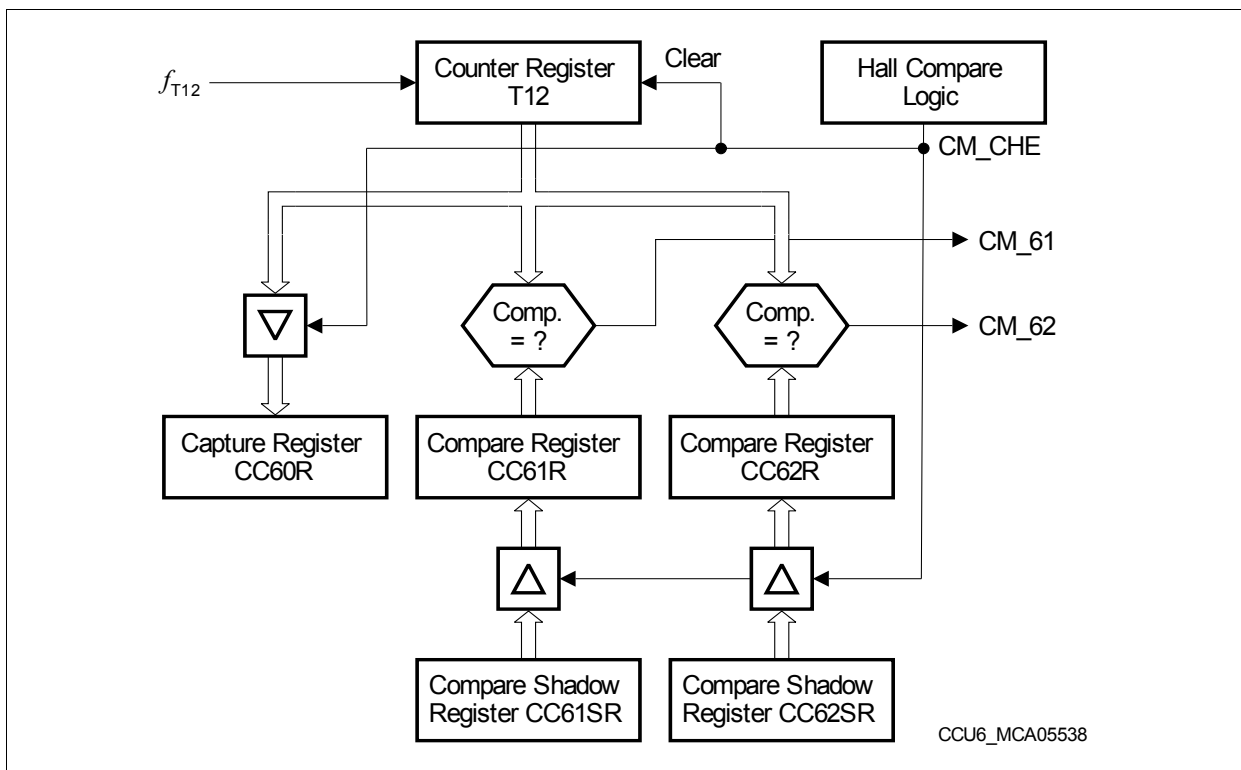 fT12
Counter Register
T12
Clear
Hall Compare
Logic
CM_CHE
CM_61
Comp.
= ?
Comp.
= ?
CM_62
Capture Register
CC60R
Compare Register
CC61R
Compare Register
CC62R
Compare Shadow
Register CC61SR
Compare Shadow
Register CC62SR
CCU6_MCA05538